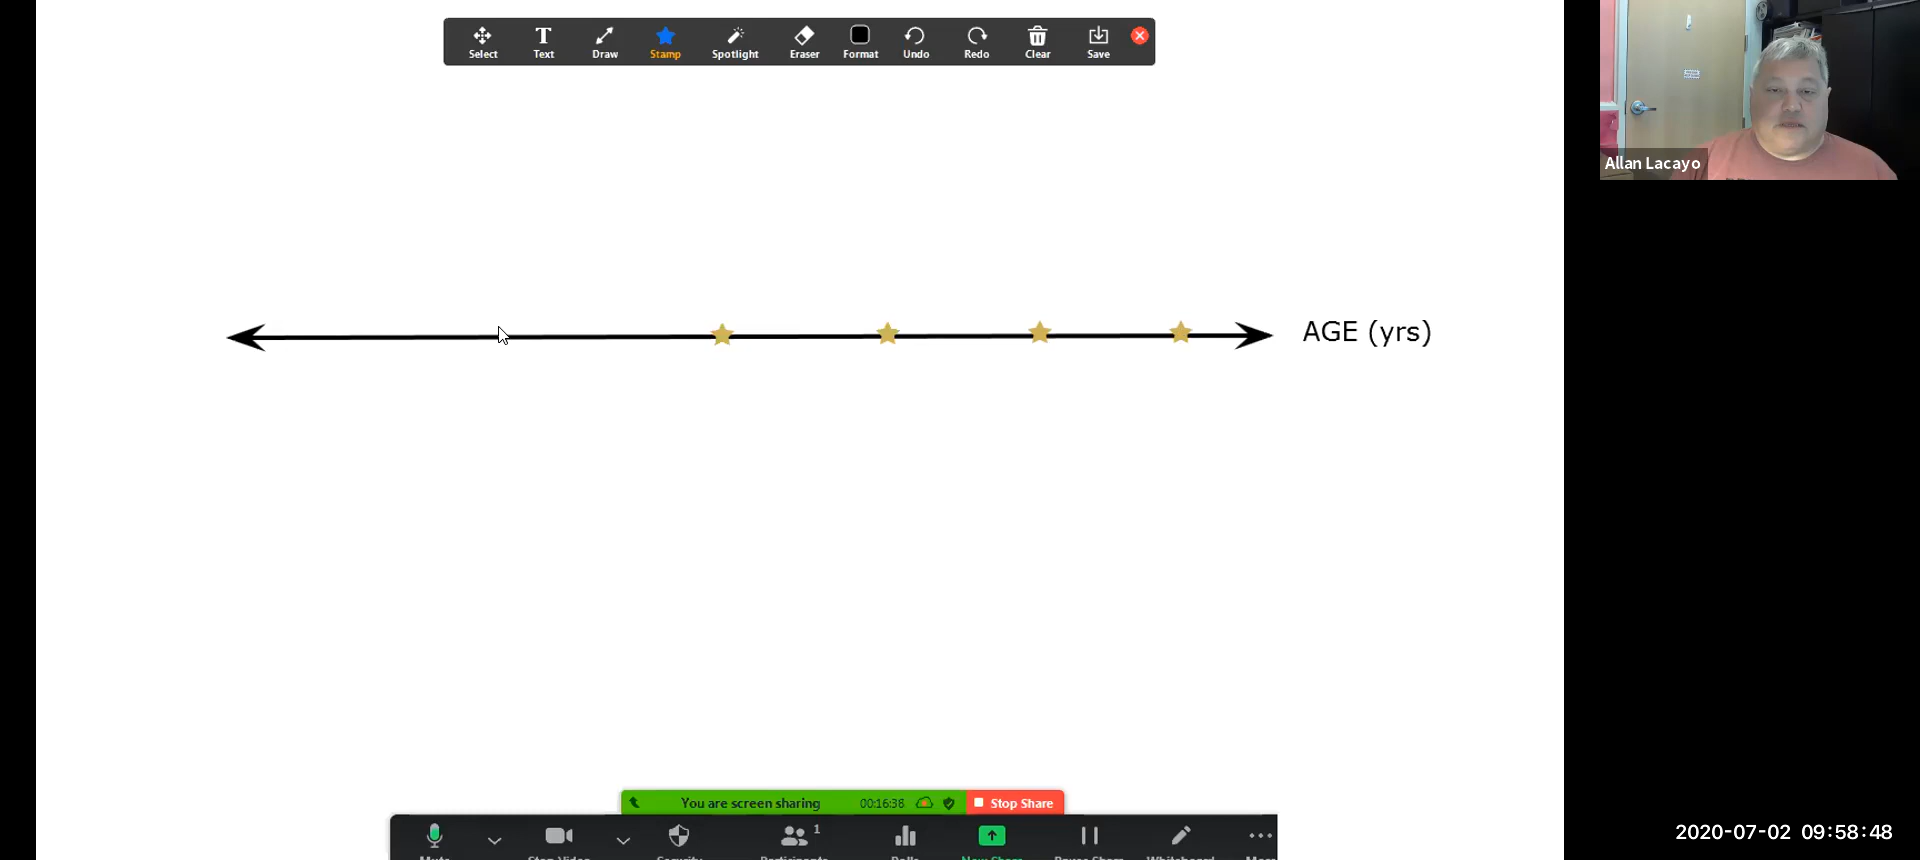 Select Text Draw Stamp Spotlight Eraser Format Undo Redo Clear Save
Allan Lacayo
AGE (yrs)
You are screen sharing 00:16:38 Stop Share
1
2020-07-02 09:58:48